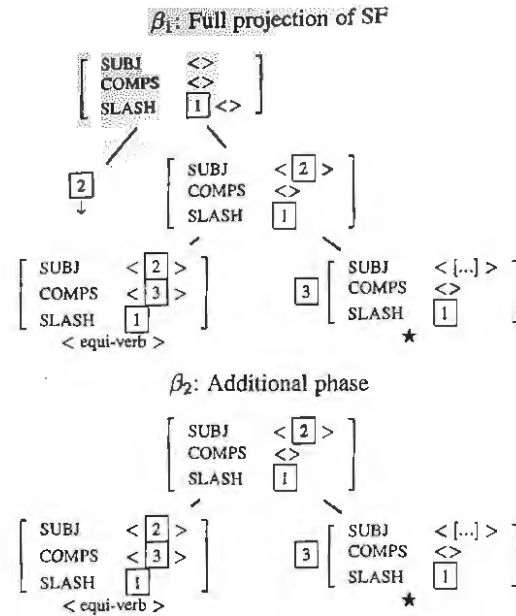 β₁: Full projection of SF
SUBJ <>
COMPS <>
SLASH 1 <>
2
↓
SUBJ < 2 >
COMPS <>
SLASH 1
SUBJ < 2 >
COMPS < 3 >
SLASH 1
< equi-verb >
3
SUBJ < [...] >
COMPS <>
SLASH 1
★
β₂: Additional phase
SUBJ < 2 >
COMPS <>
SLASH 1
SUBJ < 2 >
COMPS < 3 >
SLASH 1
< equi-verb >
3
SUBJ < [...] >
COMPS <>
SLASH 1
★